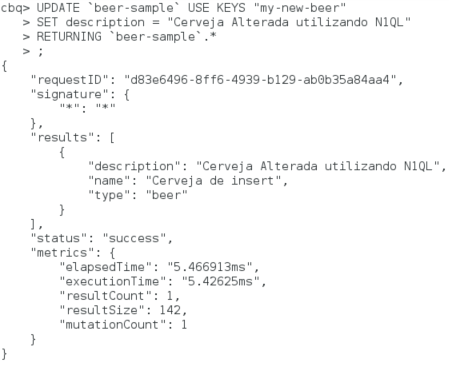 cbq> UPDATE `beer-sample` USE KEYS "my-new-beer"
   > SET description = "Cerveja Alterada utilizando N1QL"
   > RETURNING `beer-sample`.*
   > ;
{
    "requestID": "d83e6496-8ff6-4939-b129-ab0b35a84aa4",
    "signature": {
        "*": "*"
    },
    "results": [
        {
            "description": "Cerveja Alterada utilizando N1QL",
            "name": "Cerveja de insert",
            "type": "beer"
        }
    ],
    "status": "success",
    "metrics": {
        "elapsedTime": "5.466913ms",
        "executionTime": "5.42625ms",
        "resultCount": 1,
        "resultSize": 142,
        "mutationCount": 1
    }
}